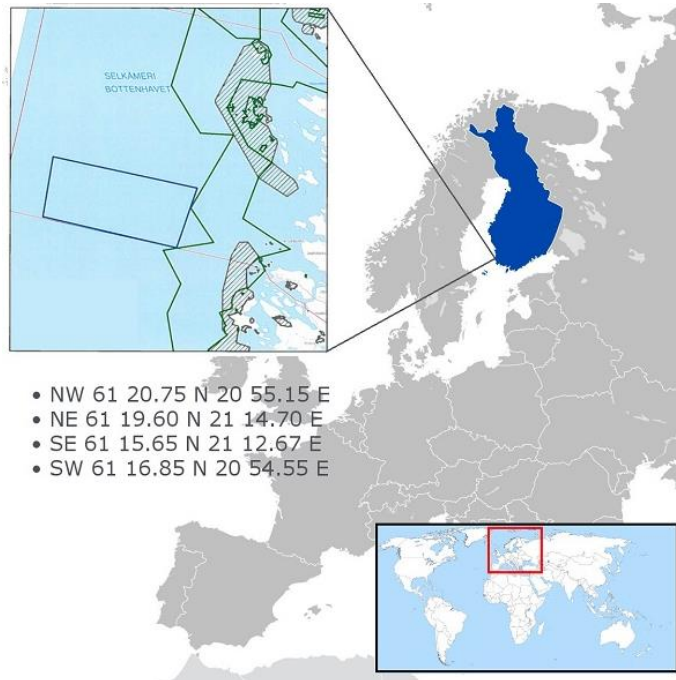 SELKÄMERI
BOTTENHAVET
• NW 61 20.75 N 20 55.15 E
• NE 61 19.60 N 21 14.70 E
• SE 61 15.65 N 21 12.67 E
• SW 61 16.85 N 20 54.55 E